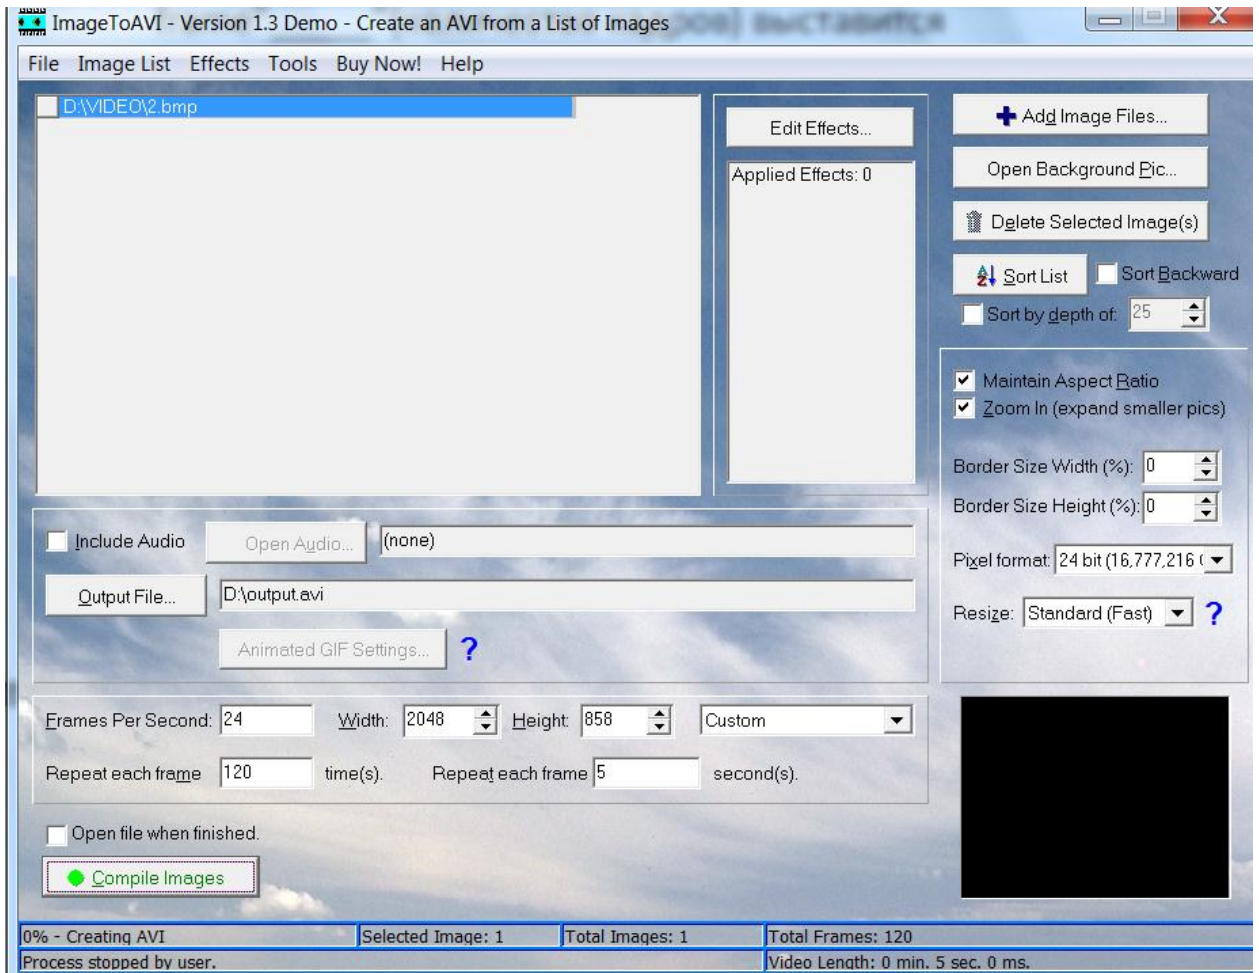 ImageToAVI - Version 1.3 Demo - Create an AVI from a List of Images
выставится
File Image List Effects Tools Buy Now! Help
D:\VIDEO\2.bmp
Edit Effects...
Applied Effects: 0
Add Image Files...
Open Background Pic...
Delete Selected Image(s)
Sort List Sort Backward
Sort by depth of: 25
Maintain Aspect Ratio
Zoom In (expand smaller pics)
Border Size Width (%): 0
Border Size Height (%): 0
Pixel format: 24 bit (16,777,216
Resize: Standard (Fast) ?
Include Audio Open Audio... (none)
Output File... D:\output.avi
Animated GIF Settings... ?
Frames Per Second: 24 Width: 2048 Height: 858 Custom
Repeat each frame 120 time(s). Repeat each frame 5 second(s).
Open file when finished.
Compile Images
0% - Creating AVI Selected Image: 1 Total Images: 1 Total Frames: 120
Process stopped by user. Video Length: 0 min. 5 sec. 0 ms.